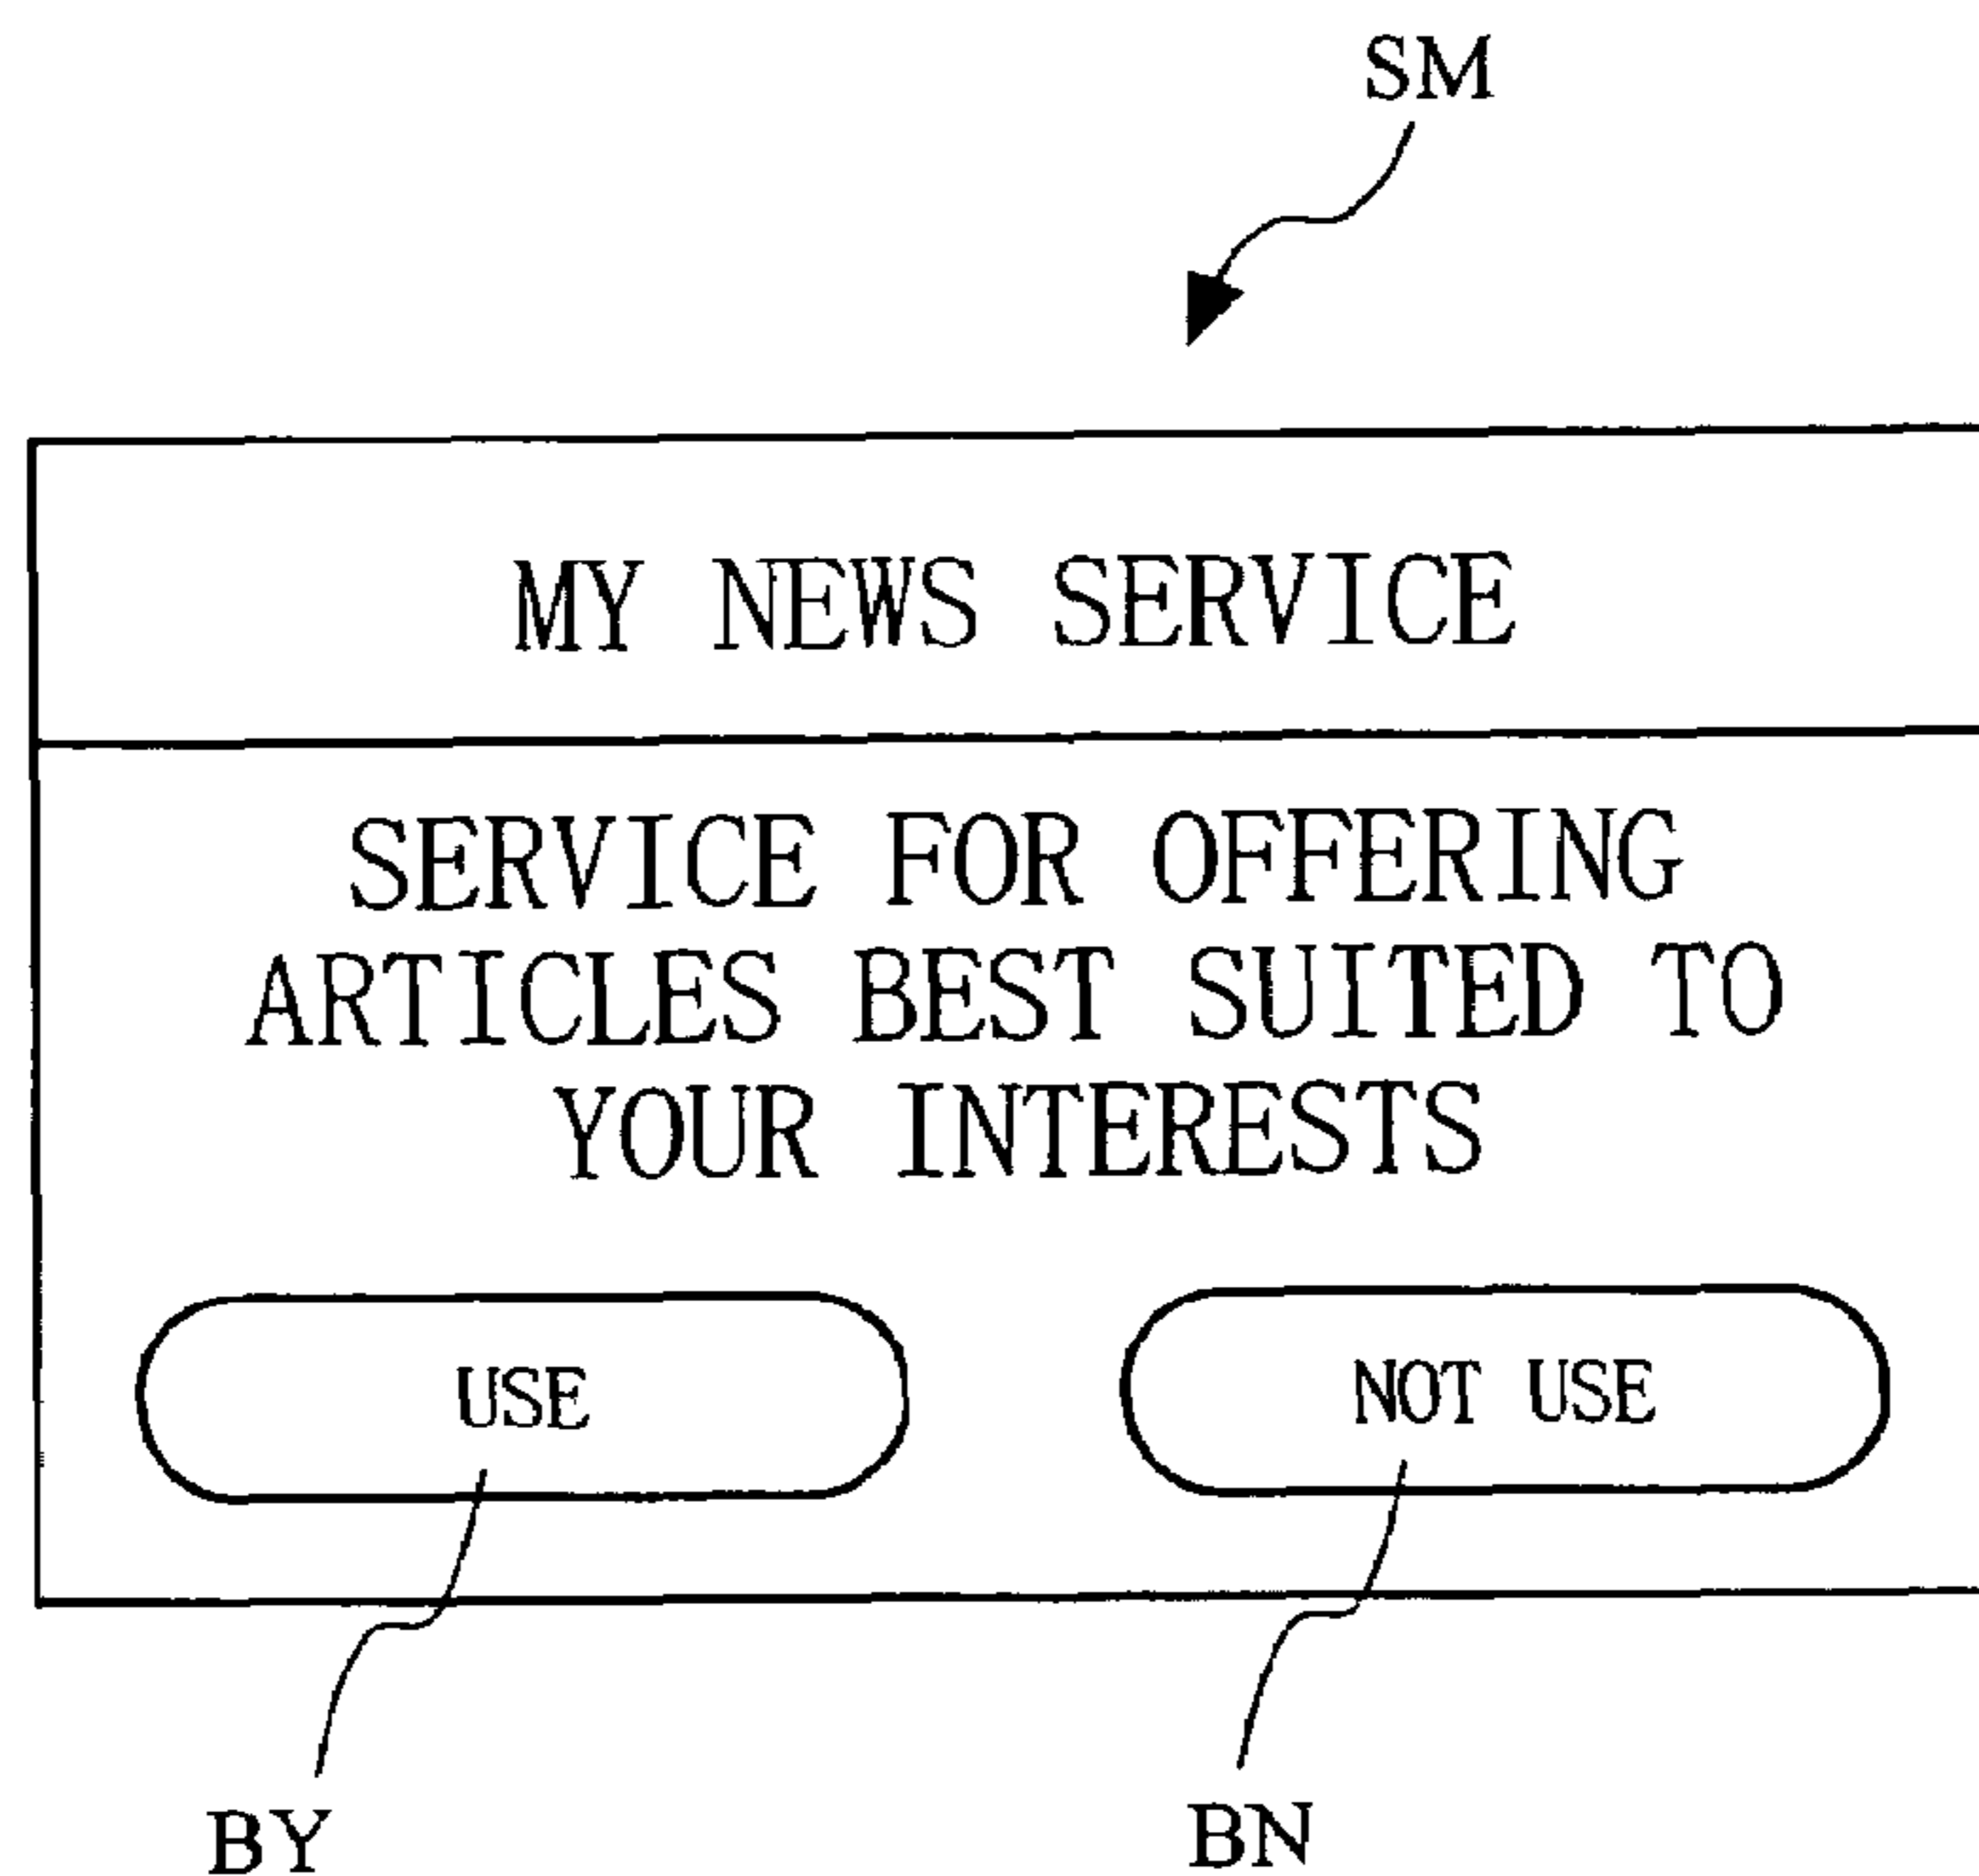 SM
MY NEWS SERVICE
SERVICE FOR OFFERING
ARTICLES BEST SUITED TO
YOUR INTERESTS
USE
NOT USE
BY
BN